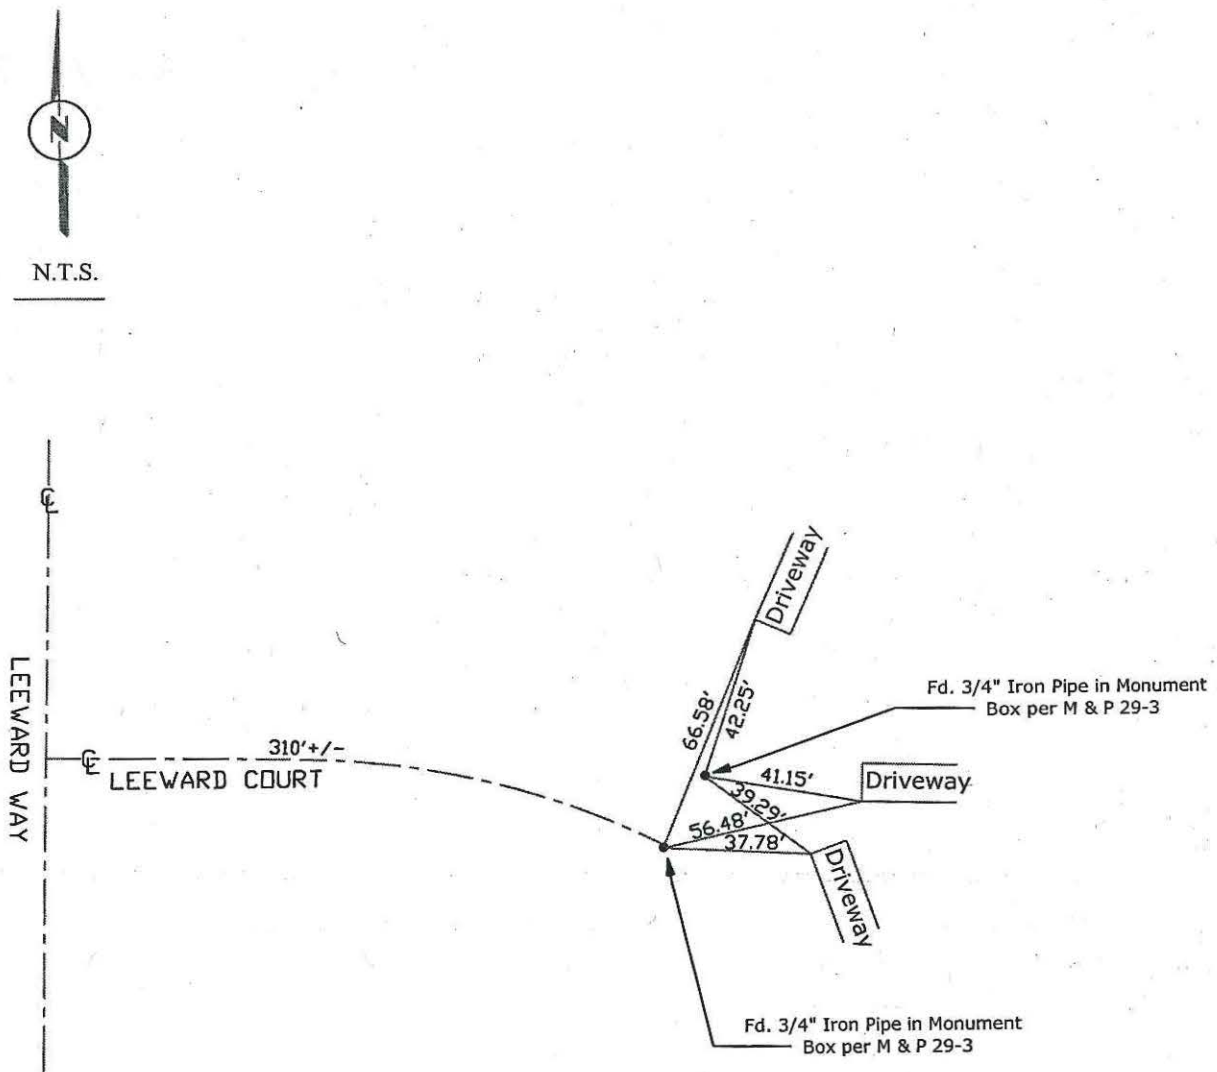 N
N.T.S.
℄
LEEWARD WAY
℄
310'+/-
LEEWARD COURT
Driveway
66.58'
42.25'
Fd. 3/4" Iron Pipe in Monument
Box per M & P 29-3
41.15'
Driveway
39.29'
56.48'
37.78'
Driveway
Fd. 3/4" Iron Pipe in Monument
Box per M & P 29-3